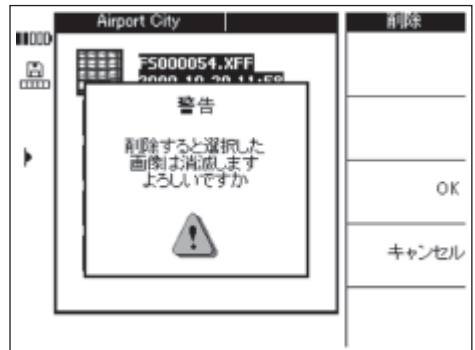 Airport City
削除
FS000054.XFF
警告
削除すると選択した
画像は消滅します
よろしいですか
OK
キャンセル